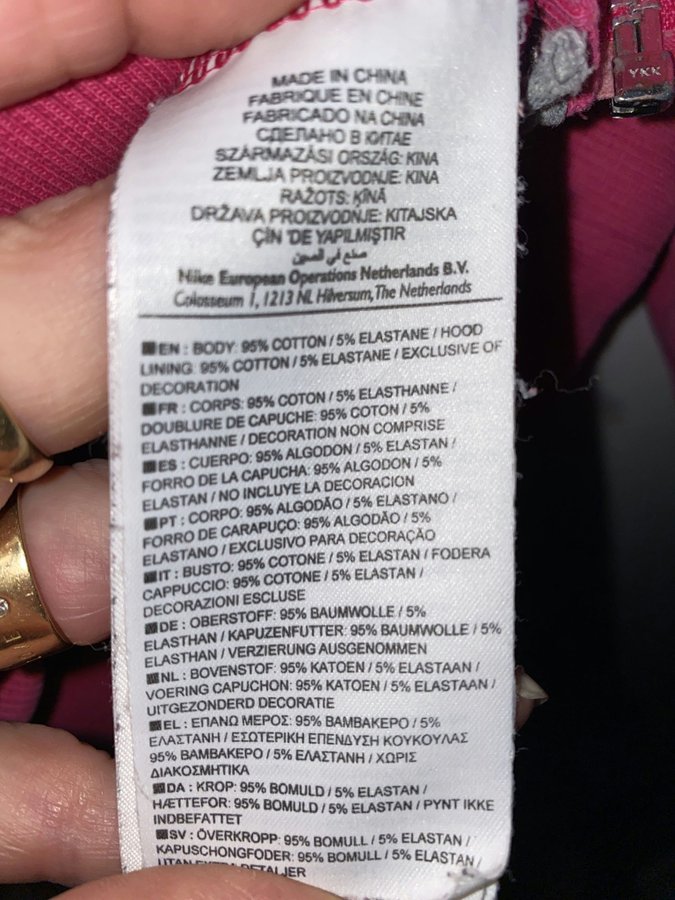 YKK
MADE IN CHINA
FABRIQUE EN CHINE
FABRICADO NA CHINA
СДЕЛАНО В КИТАЕ
SZÁRMAZÁSI ORSZÁG: KINA
ZEMLJA PROIZVODNJE: KINA
RAŽOTS: ĶĪNĀ
DRŽAVA PROIZVODNJE: KITAJSKA
ÇİN 'DE YAPILMIŞTIR
صنع في الصين
Nike European Operations Netherlands B.V.
Colosseum 1, 1213 NL Hilversum, The Netherlands
EN : BODY: 95% COTTON / 5% ELASTANE / HOOD
LINING: 95% COTTON / 5% ELASTANE / EXCLUSIVE OF
DECORATION
FR : CORPS: 95% COTON / 5% ELASTHANNE /
DOUBLURE DE CAPUCHE: 95% COTON / 5%
ELASTHANNE / DECORATION NON COMPRISE
ES : CUERPO: 95% ALGODON / 5% ELASTAN /
FORRO DE LA CAPUCHA: 95% ALGODON / 5%
ELASTAN / NO INCLUYE LA DECORACION
PT : CORPO: 95% ALGODÃO / 5% ELASTANO /
FORRO DE CARAPUÇO: 95% ALGODÃO / 5%
ELASTANO / EXCLUSIVO PARA DECORAÇÃO
IT : BUSTO: 95% COTONE / 5% ELASTAN / FODERA
CAPPUCCIO: 95% COTONE / 5% ELASTAN /
DECORAZIONI ESCLUSE
DE : OBERSTOFF: 95% BAUMWOLLE / 5%
ELASTHAN / KAPUZENFUTTER: 95% BAUMWOLLE / 5%
ELASTHAN / VERZIERUNG AUSGENOMMEN
NL : BOVENSTOF: 95% KATOEN / 5% ELASTAAN /
VOERING CAPUCHON: 95% KATOEN / 5% ELASTAAN /
UITGEZONDERD DECORATIE
EL : ΕΠΑΝΩ ΜΕΡΟΣ: 95% ΒΑΜΒΑΚΕΡΟ / 5%
ΕΛΑΣΤΑΝΗ / ΕΣΩΤΕΡΙΚΗ ΕΠΕΝΔΥΣΗ ΚΟΥΚΟΥΛΑΣ
95% ΒΑΜΒΑΚΕΡΟ / 5% ΕΛΑΣΤΑΝΗ / ΧΩΡΙΣ
ΔΙΑΚΟΣΜΗΤΙΚΑ
DA : KROP: 95% BOMULD / 5% ELASTAN /
HÆTTEFOR: 95% BOMULD / 5% ELASTAN / PYNT IKKE
INDBEFATTET
SV : ÖVERKROPP: 95% BOMULL / 5% ELASTAN /
KAPUSCHONGFODER: 95% BOMULL / 5% ELASTAN /
UTAN EXTRA DETALJER